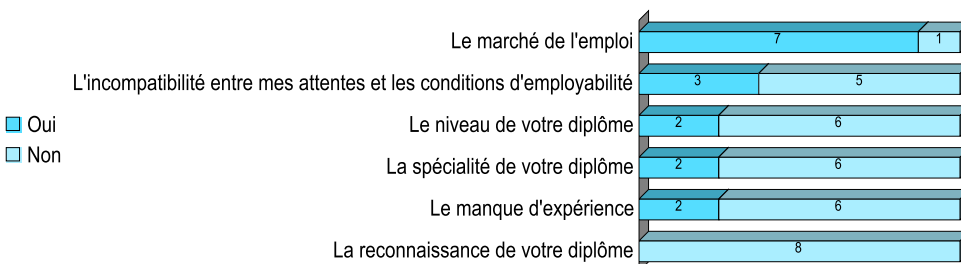 Le marché de l'emploi 7 1
L'incompatibilité entre mes attentes et les conditions d'employabilité 3 5
Oui
Le niveau de votre diplôme 2 6
Non
La spécialité de votre diplôme 2 6
Le manque d'expérience 2 6
La reconnaissance de votre diplôme 8